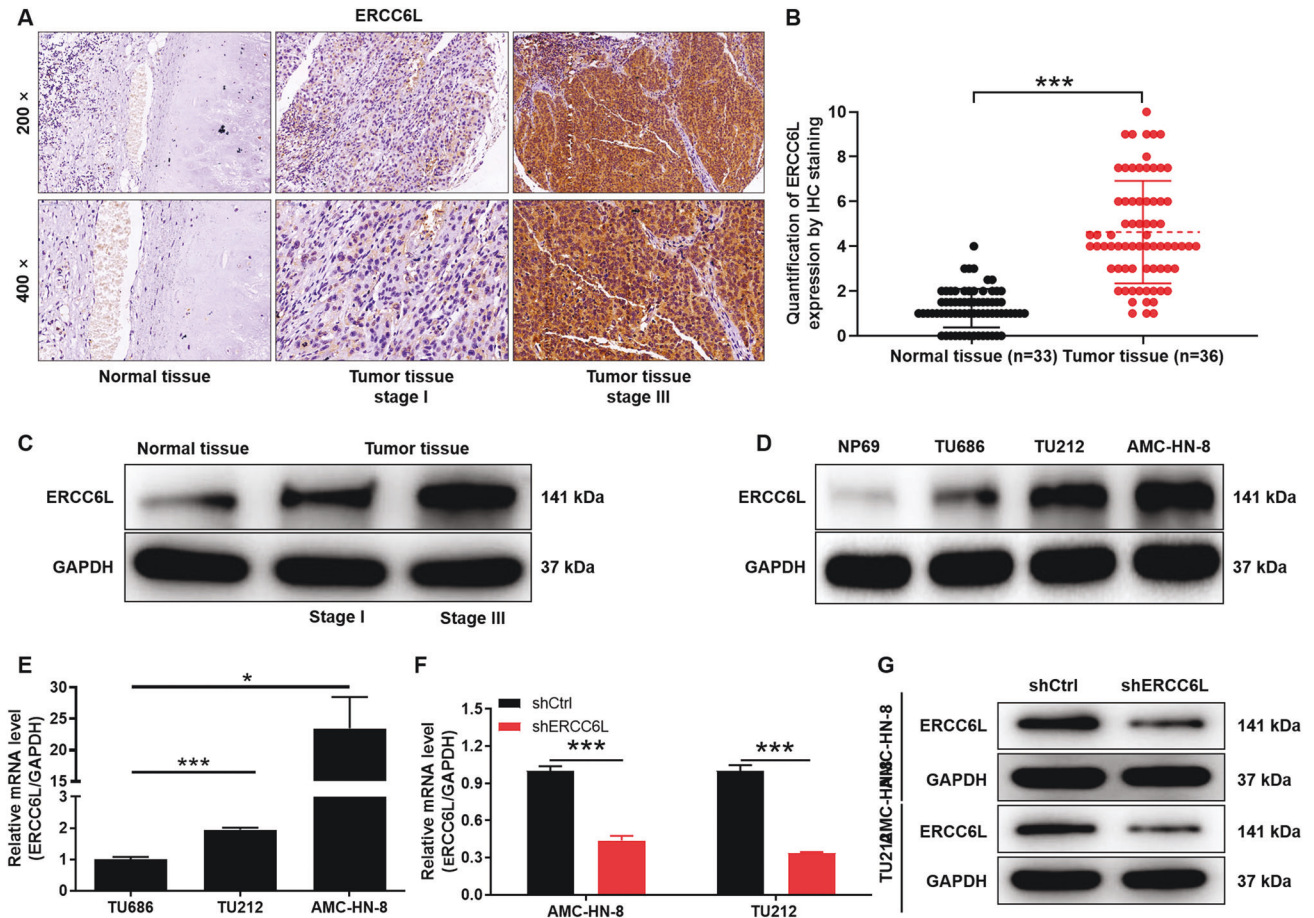 A
ERCC6L
200 ×
400 ×
Normal tissue
Tumor tissue
stage I
Tumor tissue
stage III
B
Quantification of ERCC6L
expression by IHC staining
***
10
8
6
4
2
0
Normal tissue (n=33) Tumor tissue (n=36)
C
Normal tissue Tumor tissue
ERCC6L 141 kDa
GAPDH 37 kDa
Stage I Stage III
D
NP69 TU686 TU212 AMC-HN-8
ERCC6L 141 kDa
GAPDH 37 kDa
E
Relative mRNA level
(ERCC6L/GAPDH)
30
25
20
15
10
3
2
1
0
*
***
TU686 TU212 AMC-HN-8
F
Relative mRNA level
(ERCC6L/GAPDH)
shCtrl
shERCC6L
1.5
1.2
0.9
0.6
0.3
0.0
*** ***
AMC-HN-8 TU212
G
shCtrl shERCC6L
AMC-HN-8
ERCC6L 141 kDa
GAPDH 37 kDa
TU212
ERCC6L 141 kDa
GAPDH 37 kDa